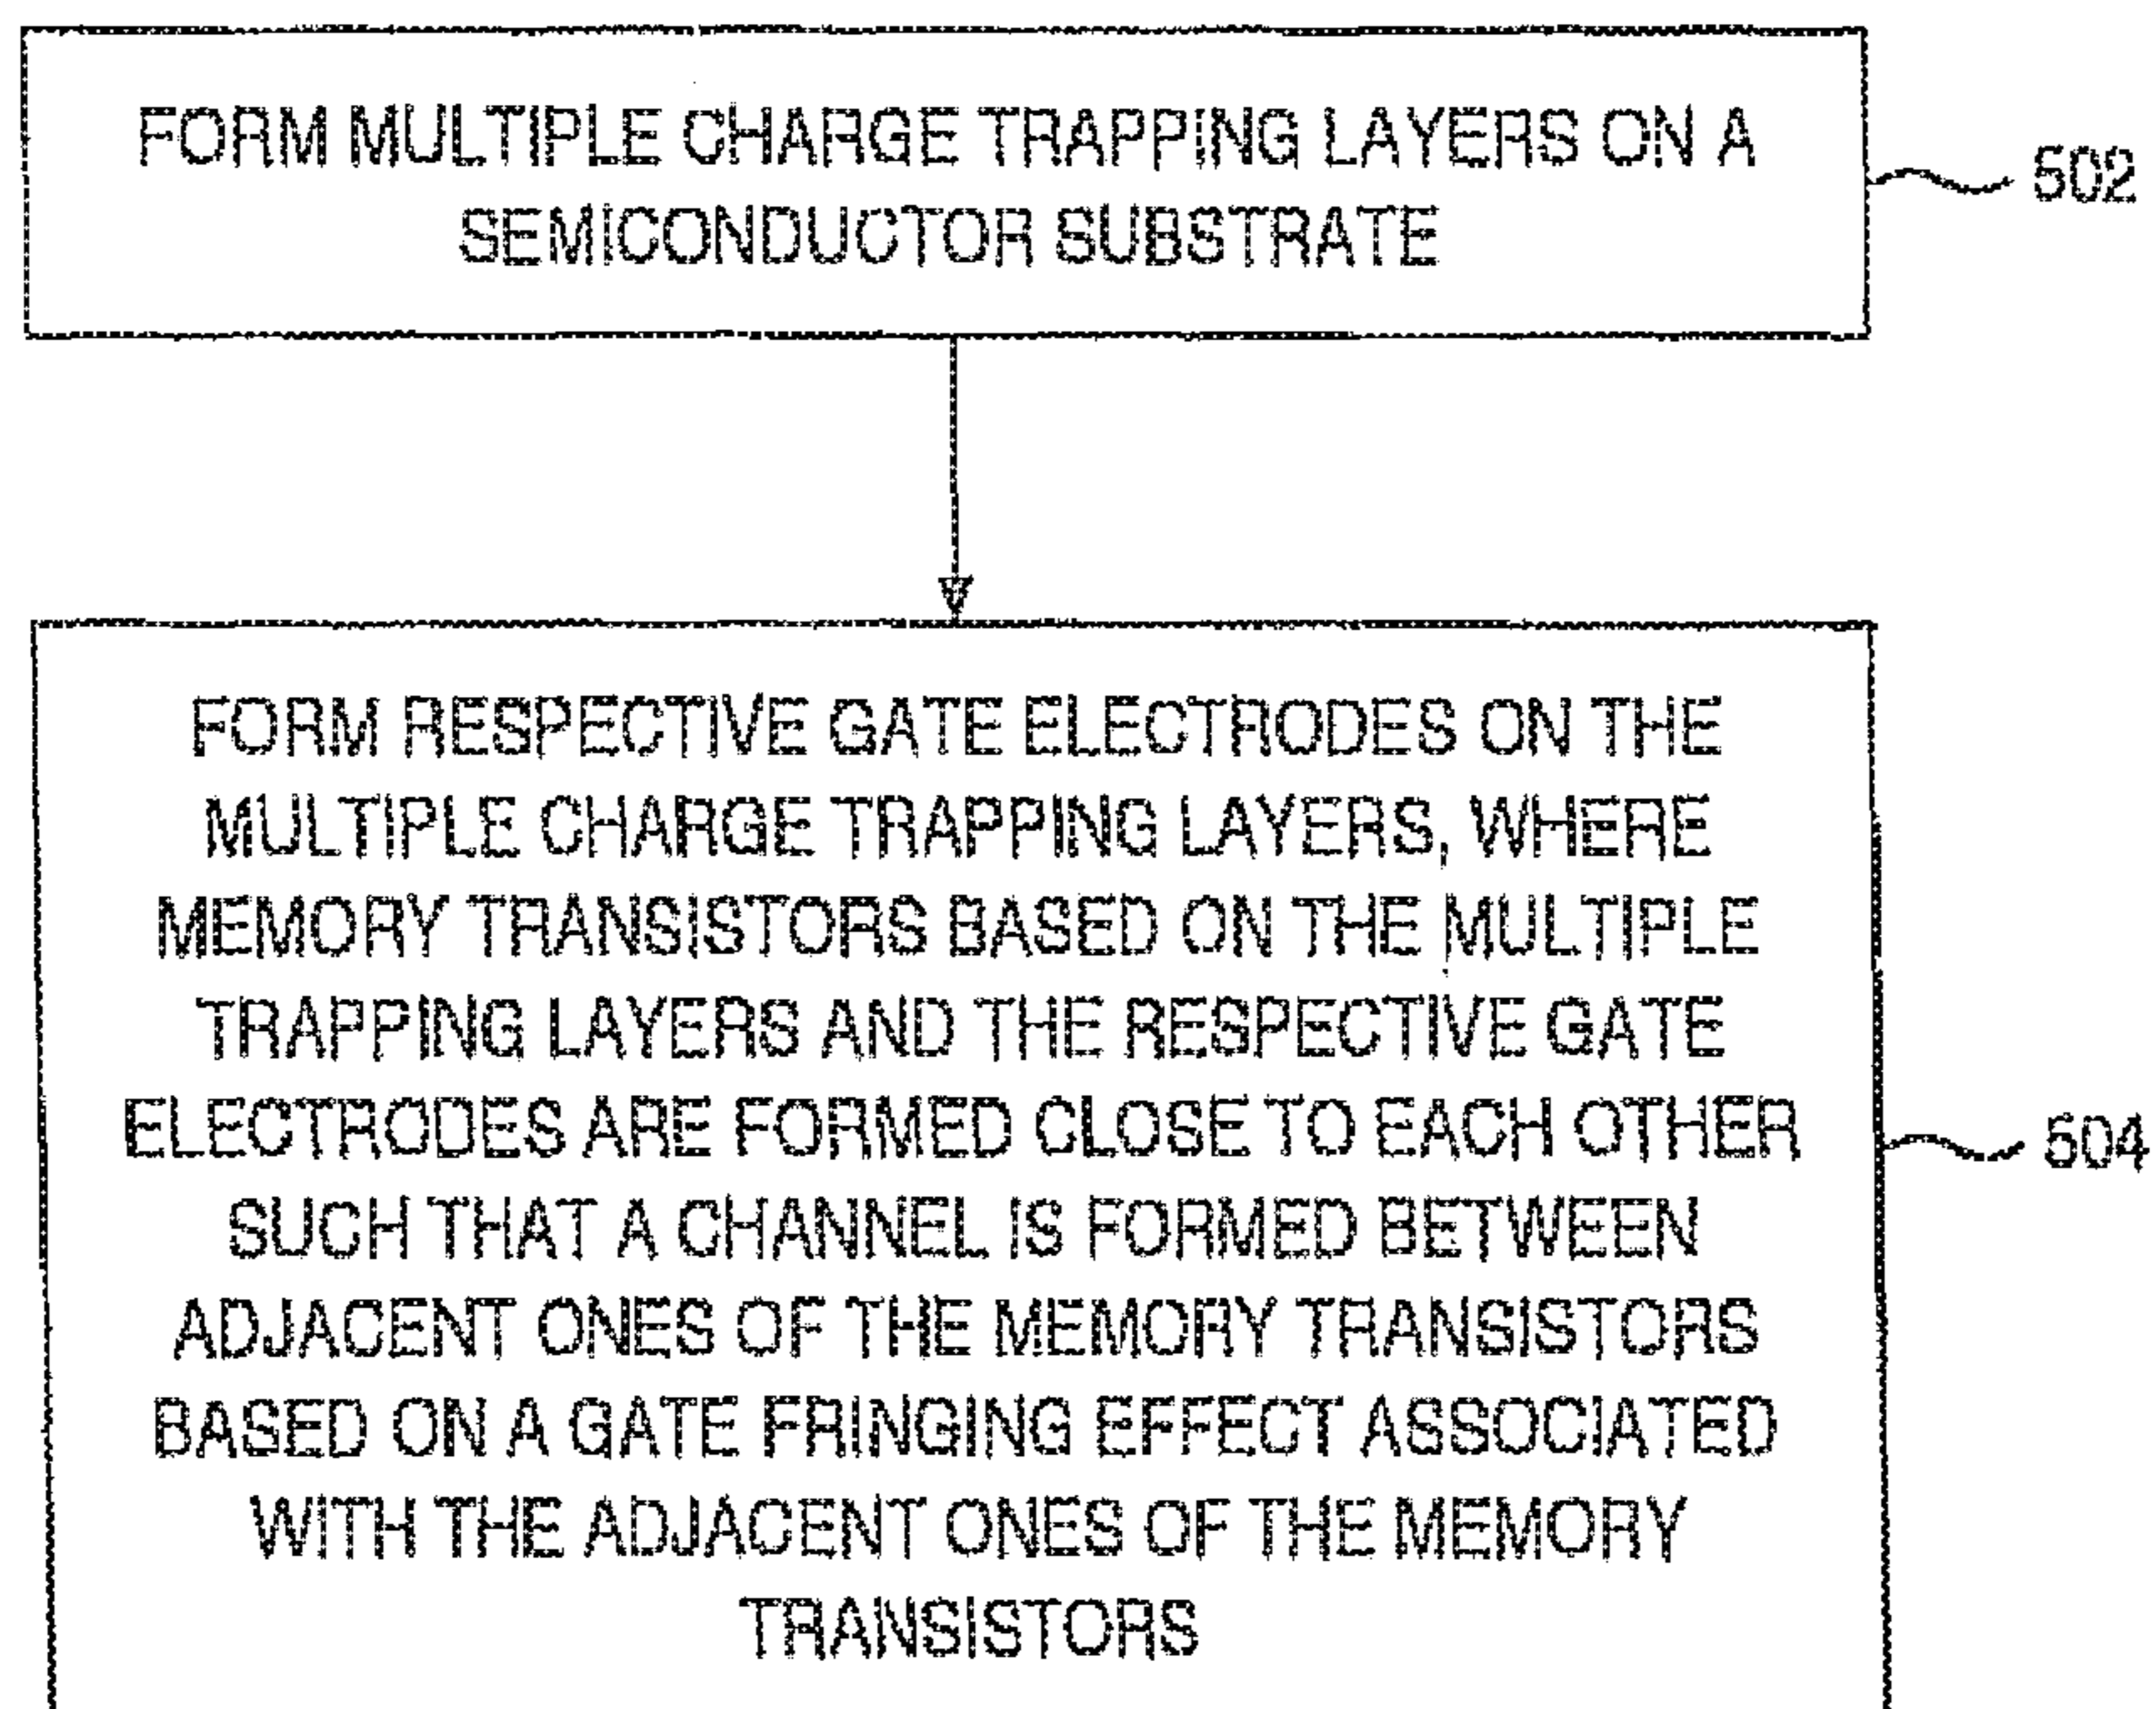 FORM MULTIPLE CHARGE TRAPPING LAYERS ON A
SEMICONDUCTOR SUBSTRATE
502
FORM RESPECTIVE GATE ELECTRODES ON THE
MULTIPLE CHARGE TRAPPING LAYERS, WHERE
MEMORY TRANSISTORS BASED ON THE MULTIPLE
TRAPPING LAYERS AND THE RESPECTIVE GATE
ELECTRODES ARE FORMED CLOSE TO EACH OTHER
SUCH THAT A CHANNEL IS FORMED BETWEEN
ADJACENT ONES OF THE MEMORY TRANSISTORS
BASED ON A GATE FRINGING EFFECT ASSOCIATED
WITH THE ADJACENT ONES OF THE MEMORY
TRANSISTORS
504